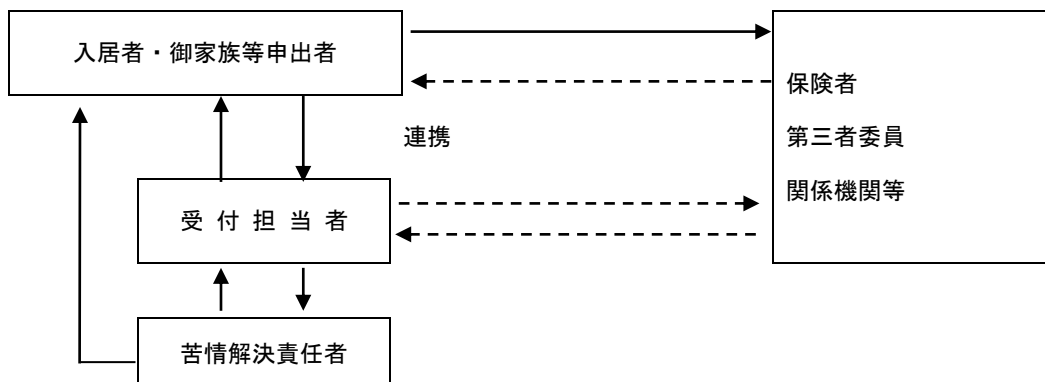 入居者・御家族等申出者
保険者
連携
第三者委員
関係機関等
受付担当者
苦情解決責任者